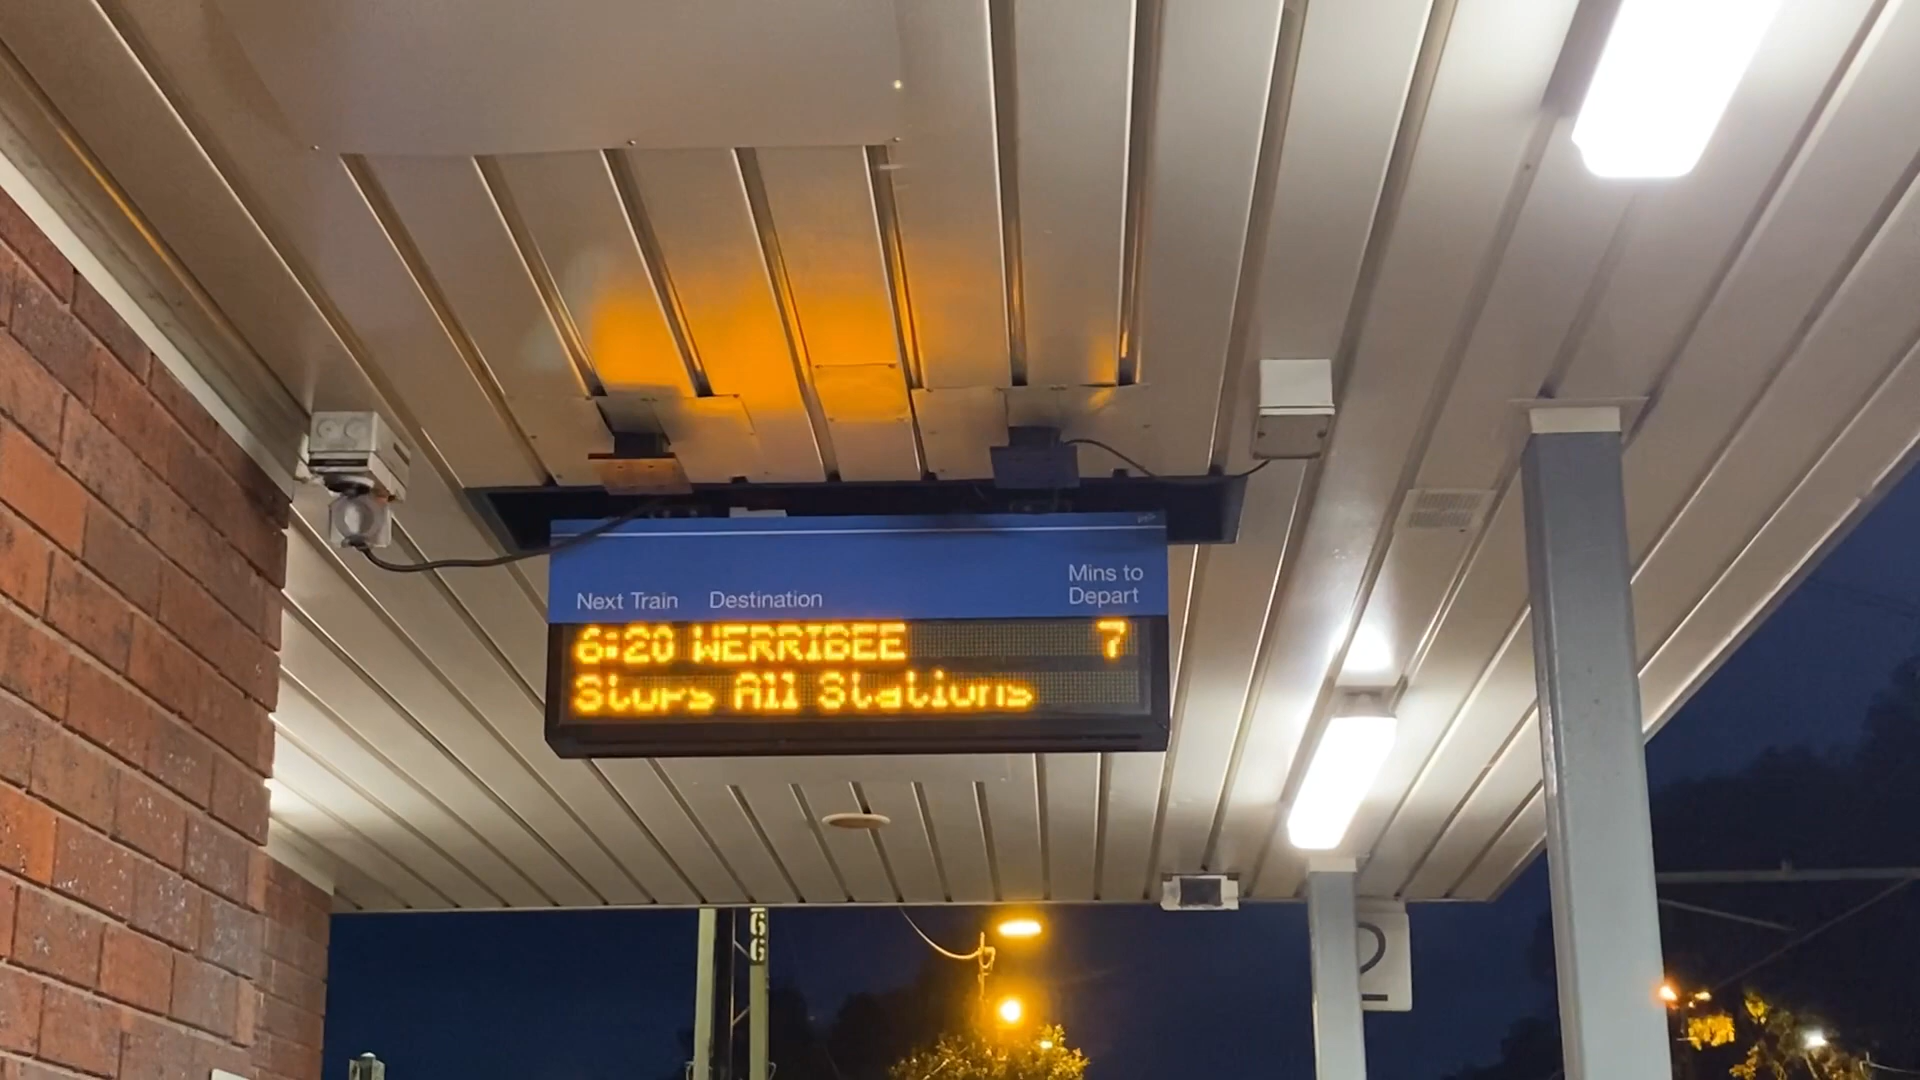 Next Train Destination Mins to Depart
6:20 WERRIBEE 7
Stops All Stations
66
2